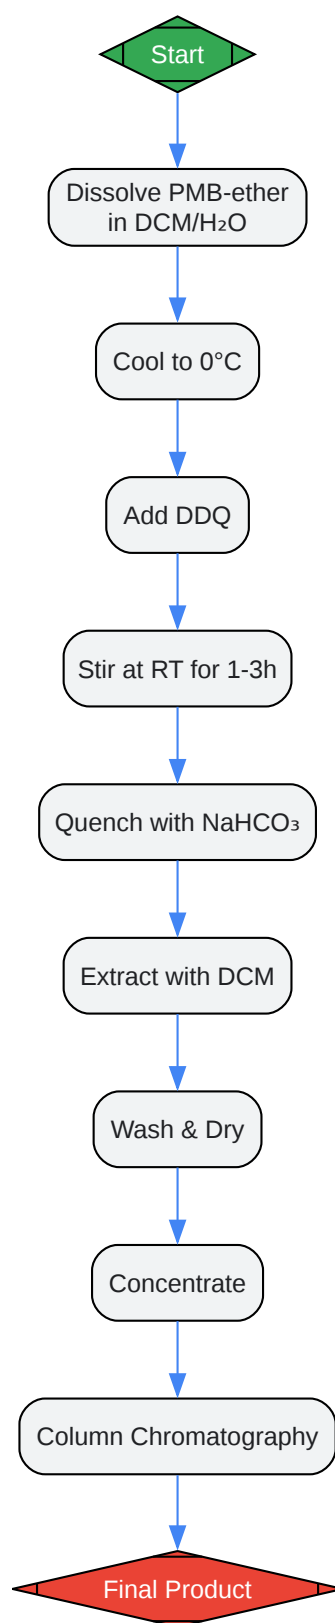 Start
Dissolve PMB-ether
in DCM/H₂O
Cool to 0°C
Add DDQ
Stir at RT for 1-3h
Quench with NaHCO₃
Extract with DCM
Wash & Dry
Concentrate
Column Chromatography
Final Product